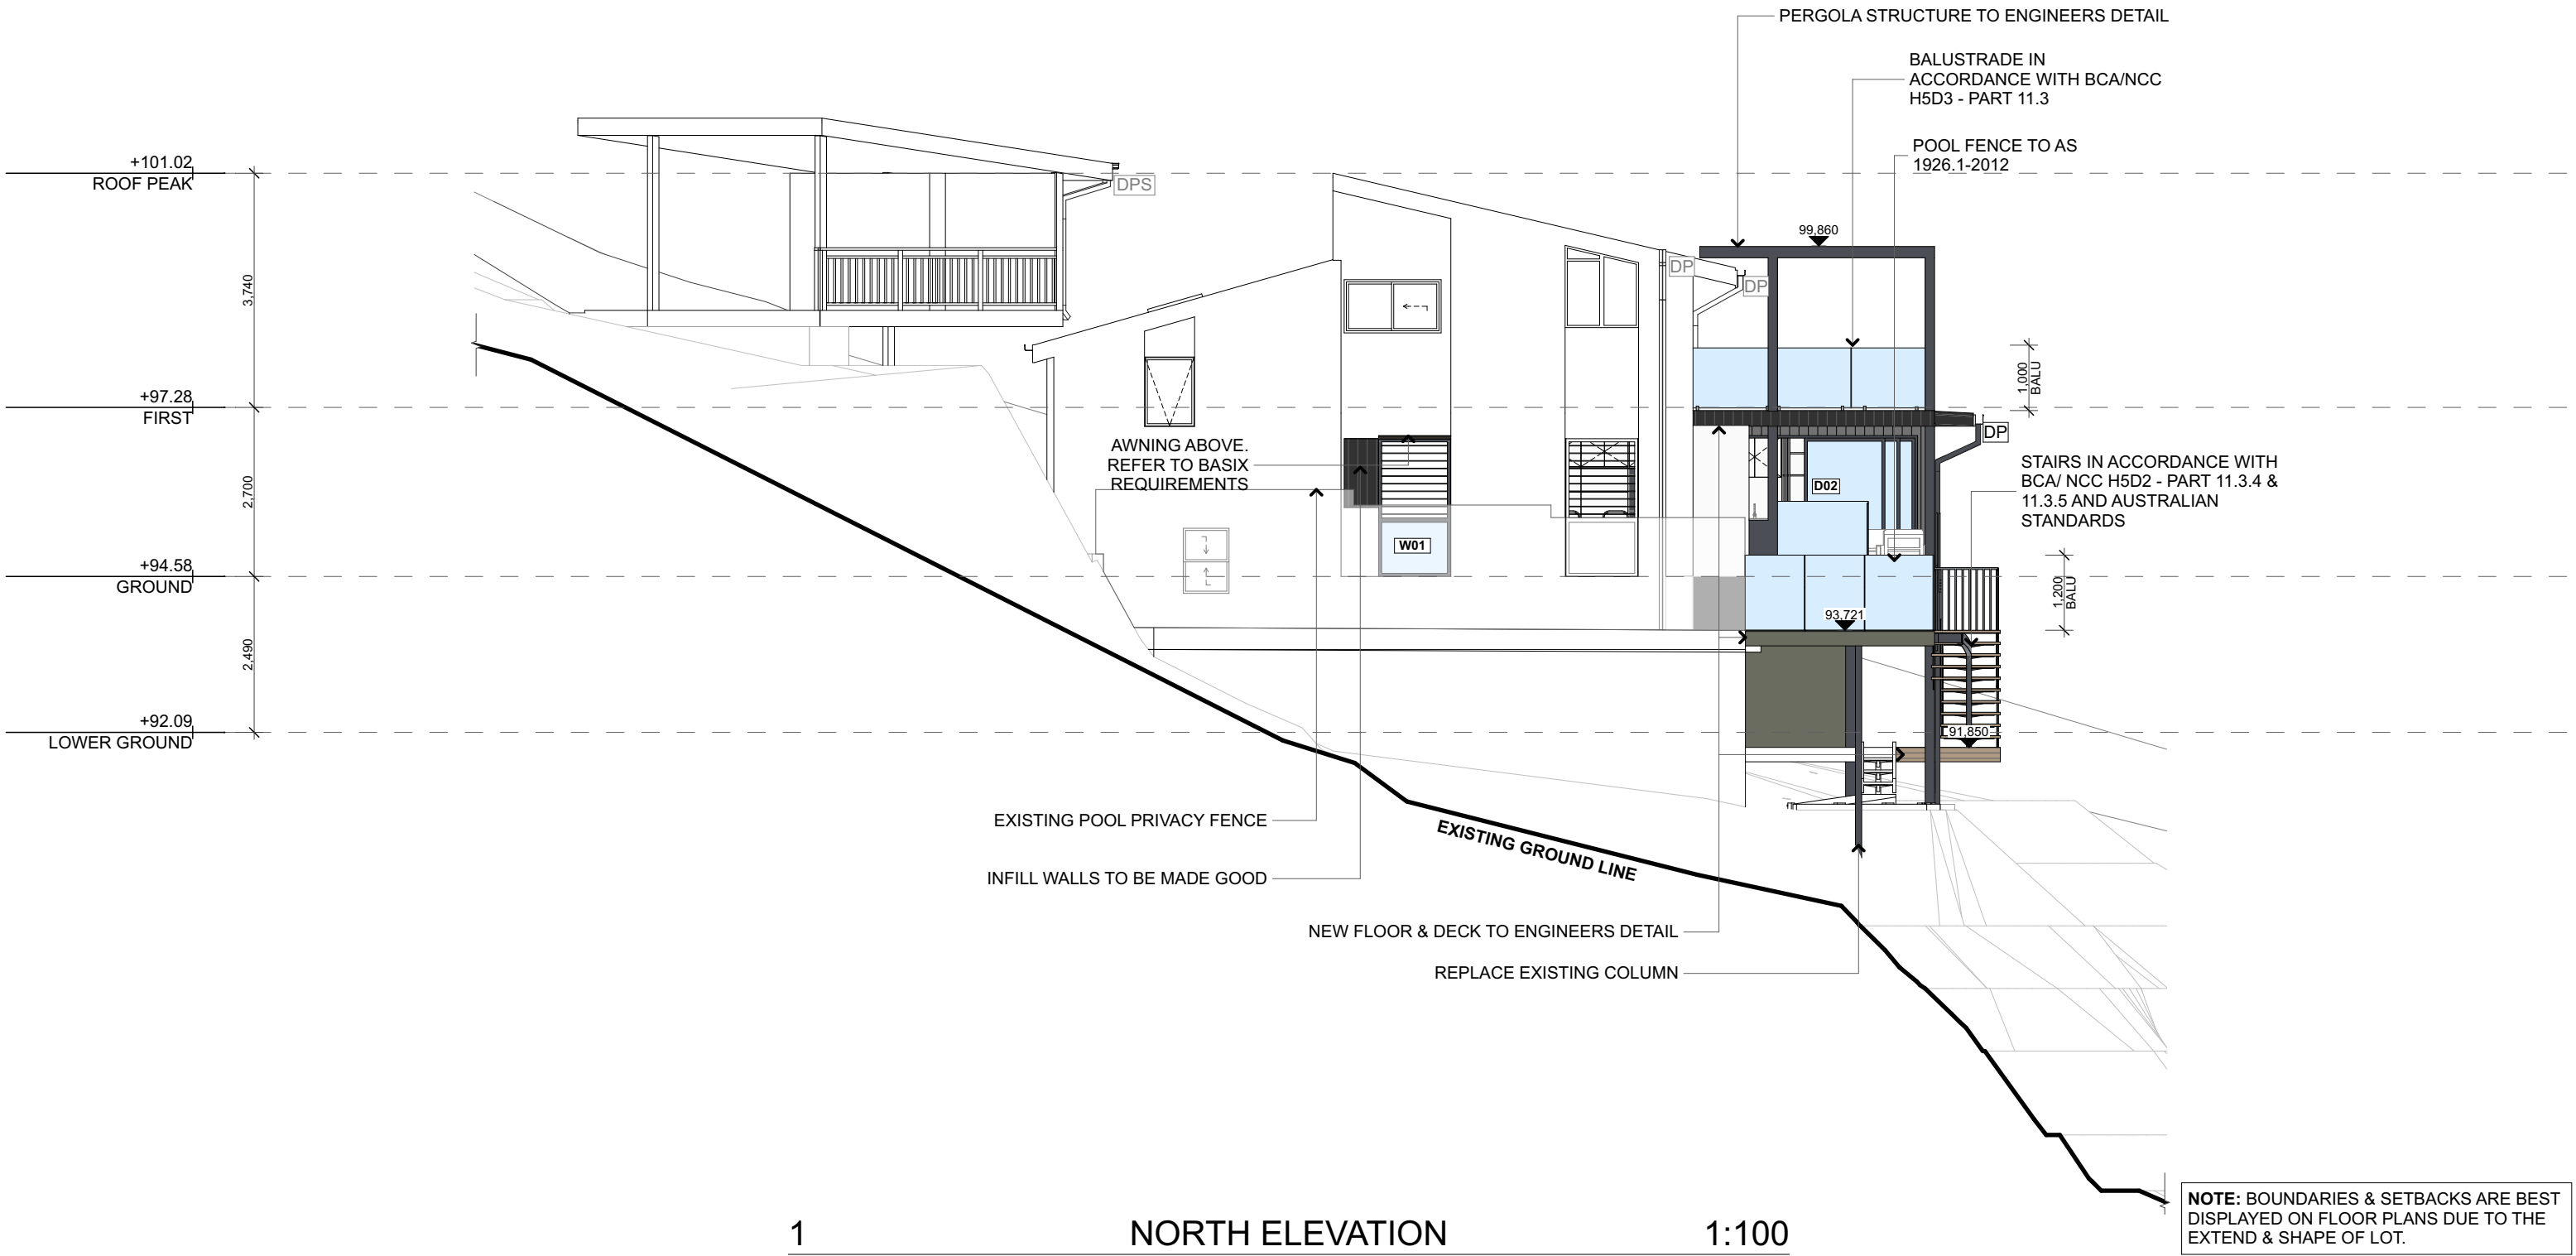 PERGOLA STRUCTURE TO ENGINEERS DETAIL
BALUSTRADE IN
ACCORDANCE WITH BCA/NCC
H5D3 - PART 11.3
POOL FENCE TO AS
1926.1-2012
+101.02
ROOF PEAK
DPS
99,860
DP
DP
3,740
1,000
BALU
+97.28
FIRST
DP
AWNING ABOVE.
REFER TO BASIX
REQUIREMENTS
STAIRS IN ACCORDANCE WITH
BCA/ NCC H5D2 - PART 11.3.4 &
11.3.5 AND AUSTRALIAN
STANDARDS
2,700
D02
W01
+94.58
GROUND
1,200
BALU
93,721
2,490
+92.09
LOWER GROUND
91,850
EXISTING POOL PRIVACY FENCE
EXISTING GROUND LINE
INFILL WALLS TO BE MADE GOOD
NEW FLOOR & DECK TO ENGINEERS DETAIL
REPLACE EXISTING COLUMN
NOTE: BOUNDARIES & SETBACKS ARE BEST
DISPLAYED ON FLOOR PLANS DUE TO THE
EXTEND & SHAPE OF LOT.
1 NORTH ELEVATION 1:100